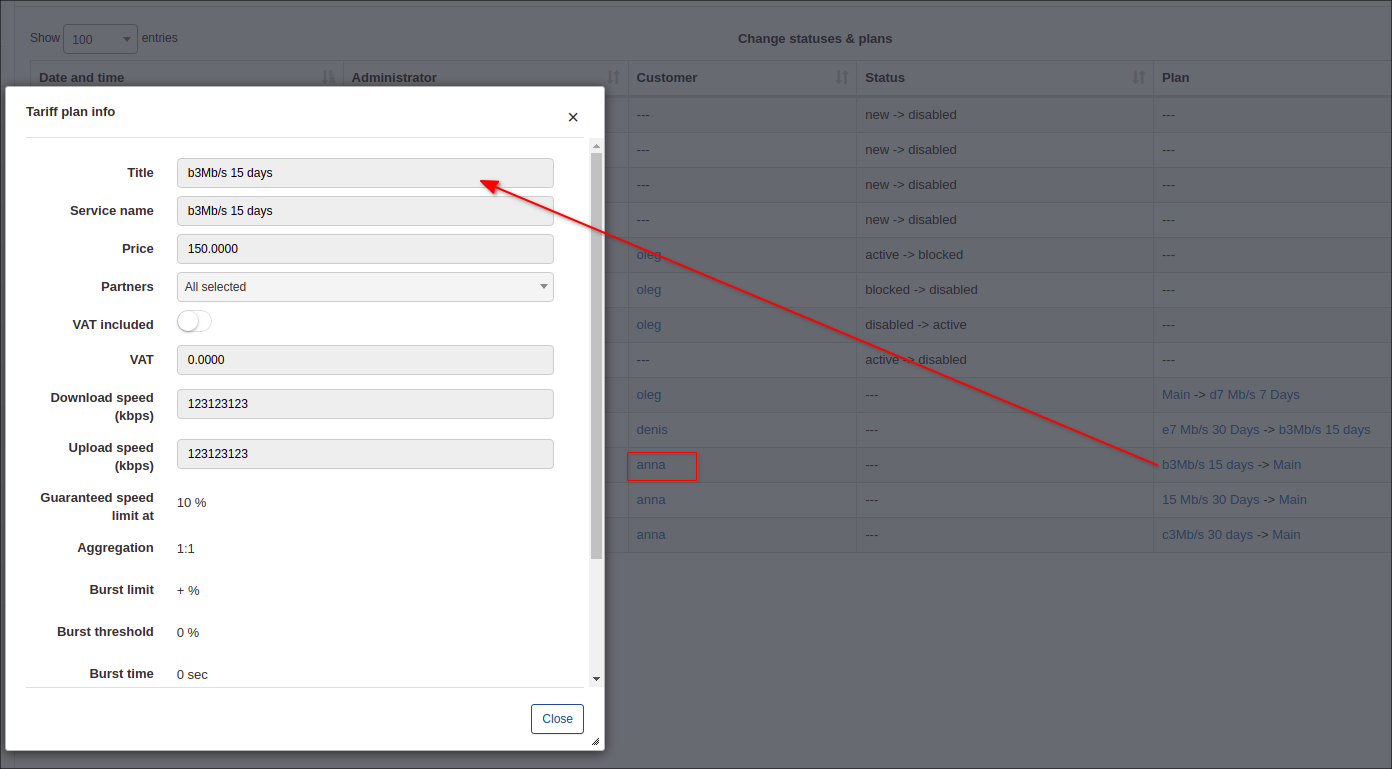 Show 100 entries
Change statuses & plans
Date and time Administrator Customer Status Plan
--- new -> disabled ---
--- new -> disabled ---
--- new -> disabled ---
--- new -> disabled ---
oleg active -> blocked ---
oleg blocked -> disabled ---
oleg disabled -> active ---
--- active -> disabled ---
oleg --- Main -> d7 Mb/s 7 Days
denis --- e7 Mb/s 30 Days -> b3Mb/s 15 days
anna --- b3Mb/s 15 days -> Main
anna --- 15 Mb/s 30 Days -> Main
anna --- c3Mb/s 30 days -> Main
Tariff plan info ×
Title b3Mb/s 15 days
Service name b3Mb/s 15 days
Price 150.0000
Partners All selected
VAT included
VAT 0.0000
Download speed
(kbps) 123123123
Upload speed
(kbps) 123123123
Guaranteed speed
limit at 10 %
Aggregation 1:1
Burst limit + %
Burst threshold 0 %
Burst time 0 sec
Close